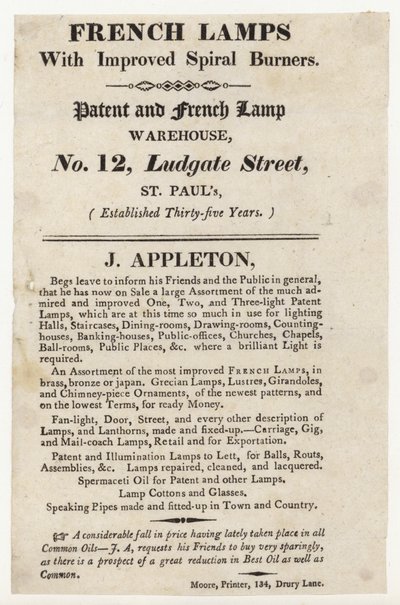 FRENCH LAMPS
With Improved Spiral Burners.
Patent and French Lamp
WAREHOUSE,
No. 12, Ludgate Street,
ST. PAUL's,
( Established Thirty-five Years. )
J. APPLETON,
Begs leave to inform his Friends and the Public in general,
that he has now on Sale a large Assortment of the much ad-
mired and improved One, Two, and Three-light Patent
Lamps, which are at this time so much in use for lighting
Halls, Staircases, Dining-rooms, Drawing-rooms, Counting-
houses, Banking-houses, Public-offices, Churches, Chapels,
Ball-rooms, Public Places, &c. where a brilliant Light is
required.
An Assortment of the most improved FRENCH LAMPS, in
brass, bronze or japan. Grecian Lamps, Lustres, Girandoles,
and Chimney-piece Ornaments, of the newest patterns, and
on the lowest Terms, for ready Money.
Fan-light, Door, Street, and every other description of
Lamps, and Lanthorns, made and fixed-up.—Carriage, Gig,
and Mail-coach Lamps, Retail and for Exportation.
Patent and Illumination Lamps to Lett, for Balls, Routs,
Assemblies, &c. Lamps repaired, cleaned, and lacquered.
Spermaceti Oil for Patent and other Lamps.
Lamp Cottons and Glasses.
Speaking Pipes made and fitted-up in Town and Country.
☞ A considerable fall in price having lately taken place in all
Common Oils—J. A, requests his Friends to buy very sparingly,
as there is a prospect of a great reduction in Best Oil as well as
Common.
Moore, Printer, 134, Drury Lane.